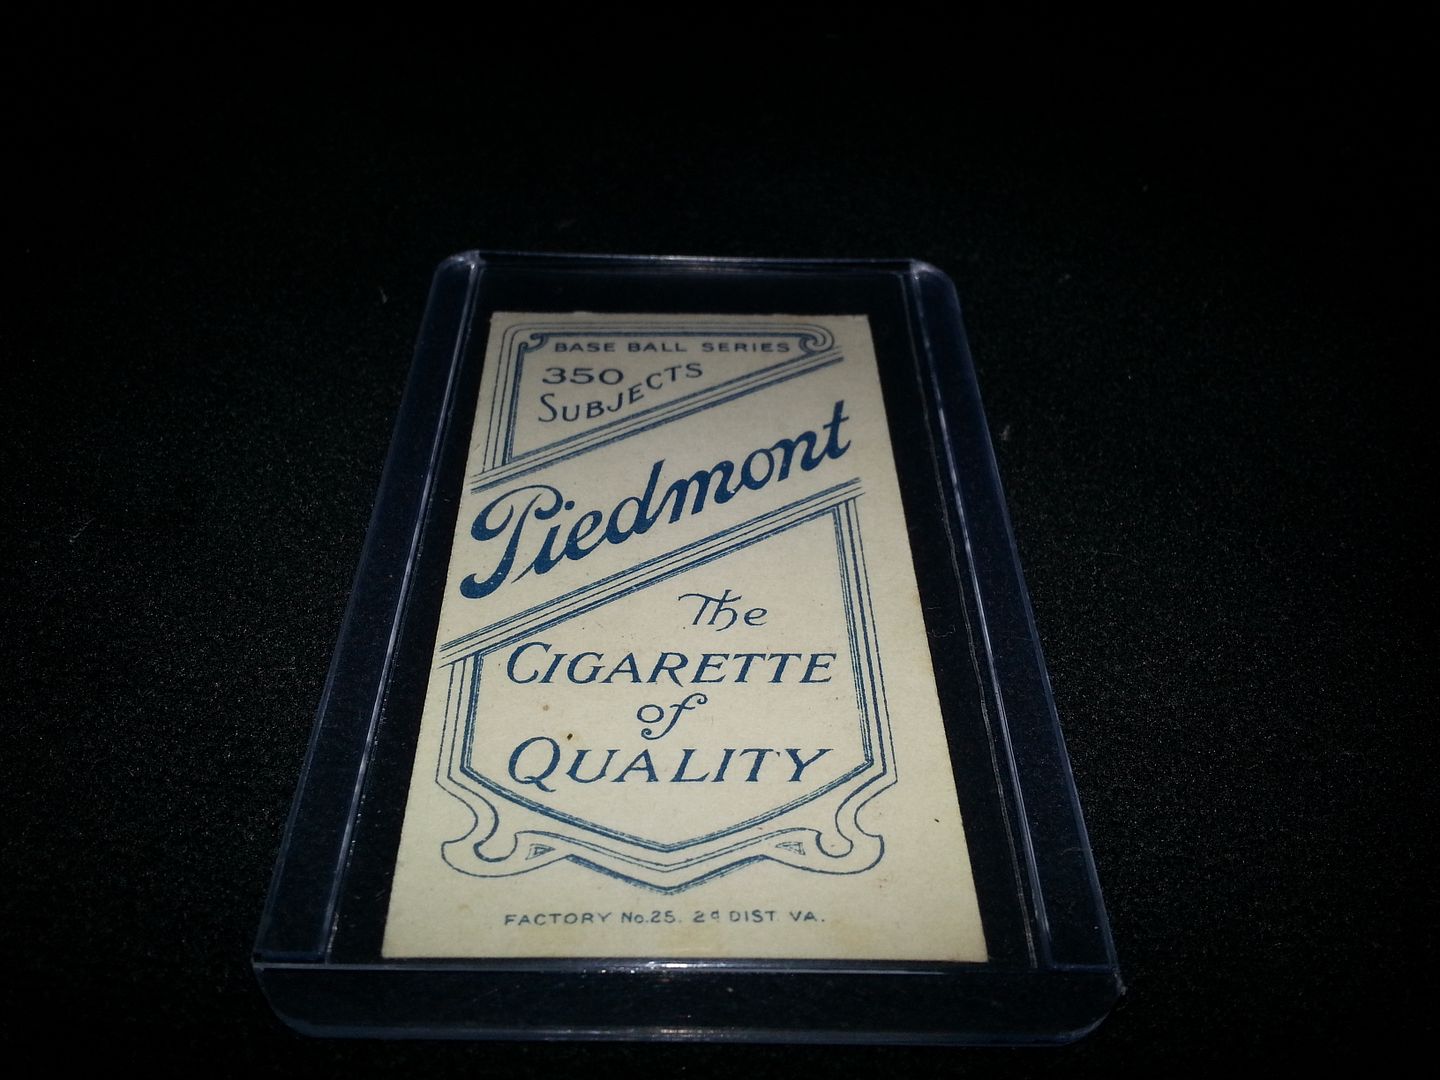 BASE BALL SERIES
350
SUBJECTS
Piedmont
The
CIGARETTE
of
QUALITY
FACTORY No.25. 2d DIST. VA.